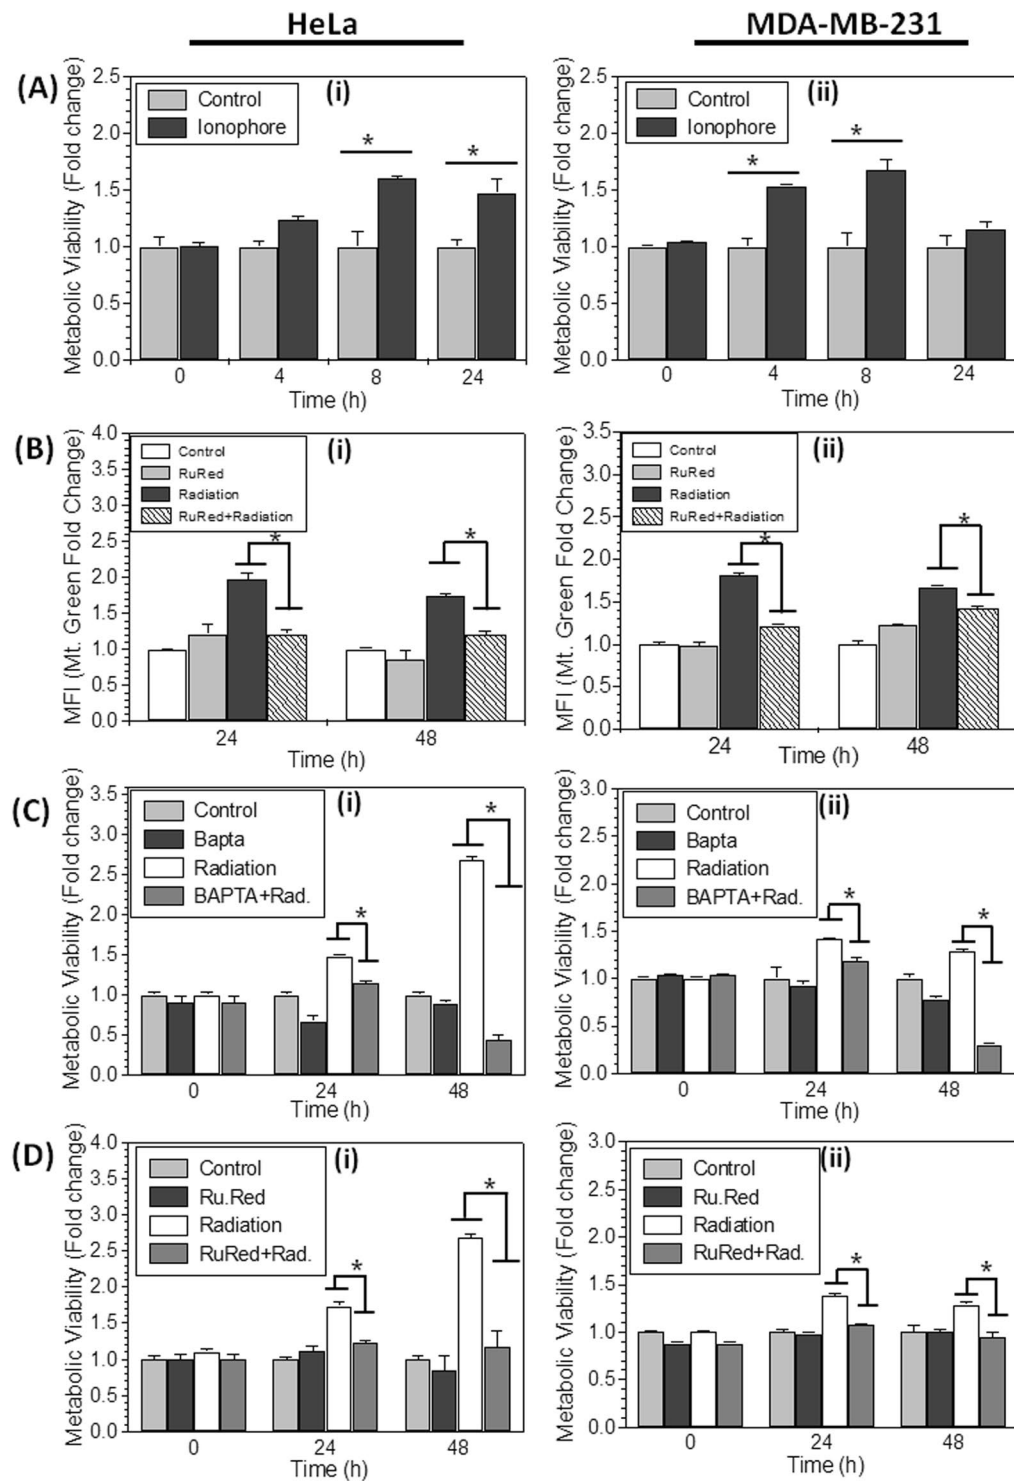 HeLa
MDA-MB-231
(A)
(i)
Control
Ionophore
*
*
Metabolic Viability (Fold change)
2.5
2.0
1.5
1.0
0.5
0.0
0
4
8
24
Time (h)
(ii)
Control
Ionophore
*
*
Metabolic Viability (Fold change)
2.5
2.0
1.5
1.0
0.5
0.0
0
4
8
24
Time (h)
(B)
(i)
Control
RuRed
Radiation
RuRed+Radiation
*
*
MFI (Mt. Green Fold Change)
4.0
3.5
3.0
2.5
2.0
1.5
1.0
0.5
0.0
24
48
Time (h)
(ii)
Control
RuRed
Radiation
RuRed+Radiation
*
*
MFI (Mt. Green Fold Change)
3.5
3.0
2.5
2.0
1.5
1.0
0.5
0.0
24
48
Time (h)
(C)
(i)
Control
Bapta
Radiation
BAPTA+Rad.
*
*
Metabolic Viability (Fold change)
3.5
3.0
2.5
2.0
1.5
1.0
0.5
0.0
0
24
48
Time (h)
(ii)
Control
Bapta
Radiation
BAPTA+Rad.
*
*
Metabolic Viability (Fold change)
3.0
2.5
2.0
1.5
1.0
0.5
0.0
0
24
48
Time (h)
(D)
(i)
Control
Ru.Red
Radiation
RuRed+Rad.
*
*
Metabolic Viability (Fold change)
4.0
3.5
3.0
2.5
2.0
1.5
1.0
0.5
0.0
0
24
48
Time (h)
(ii)
Control
Ru.Red
Radiation
RuRed+Rad.
*
*
Metabolic Viability (Fold change)
3.0
2.5
2.0
1.5
1.0
0.5
0.0
0
24
48
Time (h)